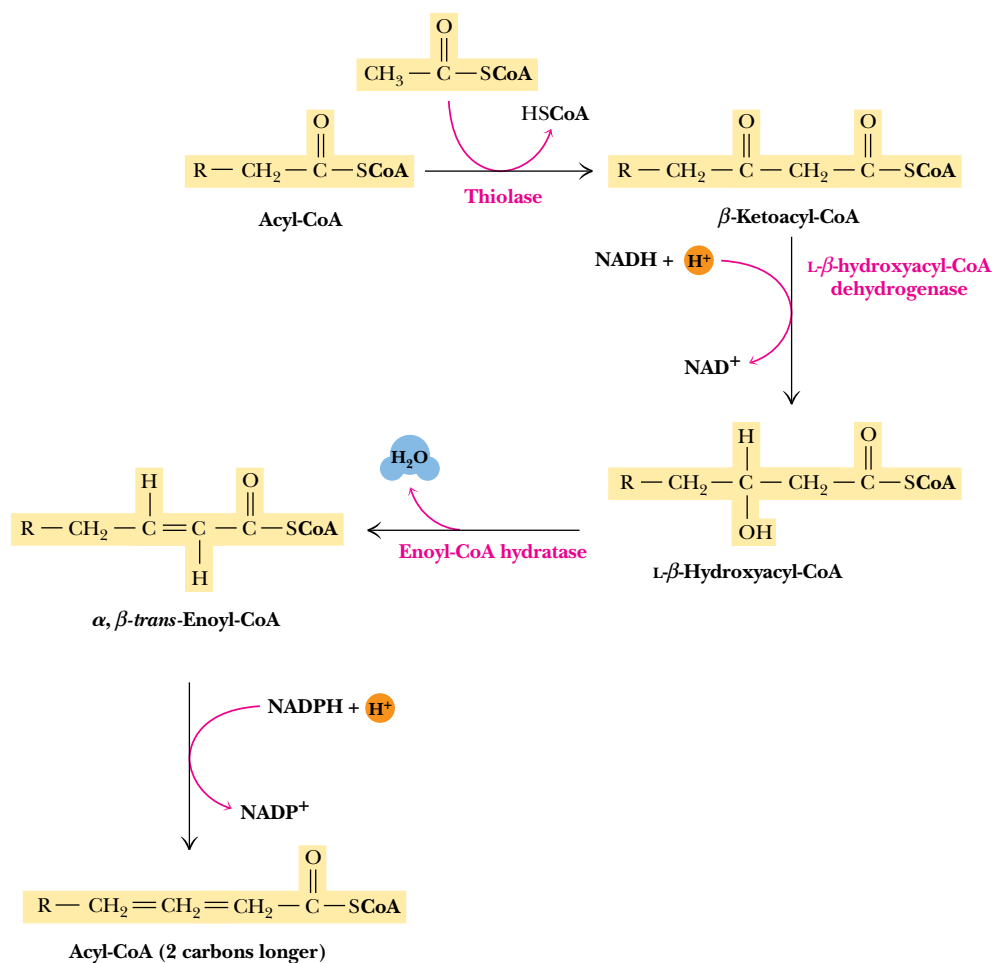 O
CH₃ — C — SCoA
HSCoA
O
R — CH₂ — C — SCoA
Thiolase
Acyl-CoA
O O
R — CH₂ — C — CH₂ — C — SCoA
β-Ketoacyl-CoA
NADH + H⁺
L-β-hydroxyacyl-CoA
dehydrogenase
NAD⁺
H O
R — CH₂ — C — CH₂ — C — SCoA
OH
L-β-Hydroxyacyl-CoA
H₂O
Enoyl-CoA hydratase
H O
R — CH₂ — C = C — C — SCoA
H
α, β-trans-Enoyl-CoA
NADPH + H⁺
NADP⁺
O
R — CH₂ = CH₂ = CH₂ — C — SCoA
Acyl-CoA (2 carbons longer)